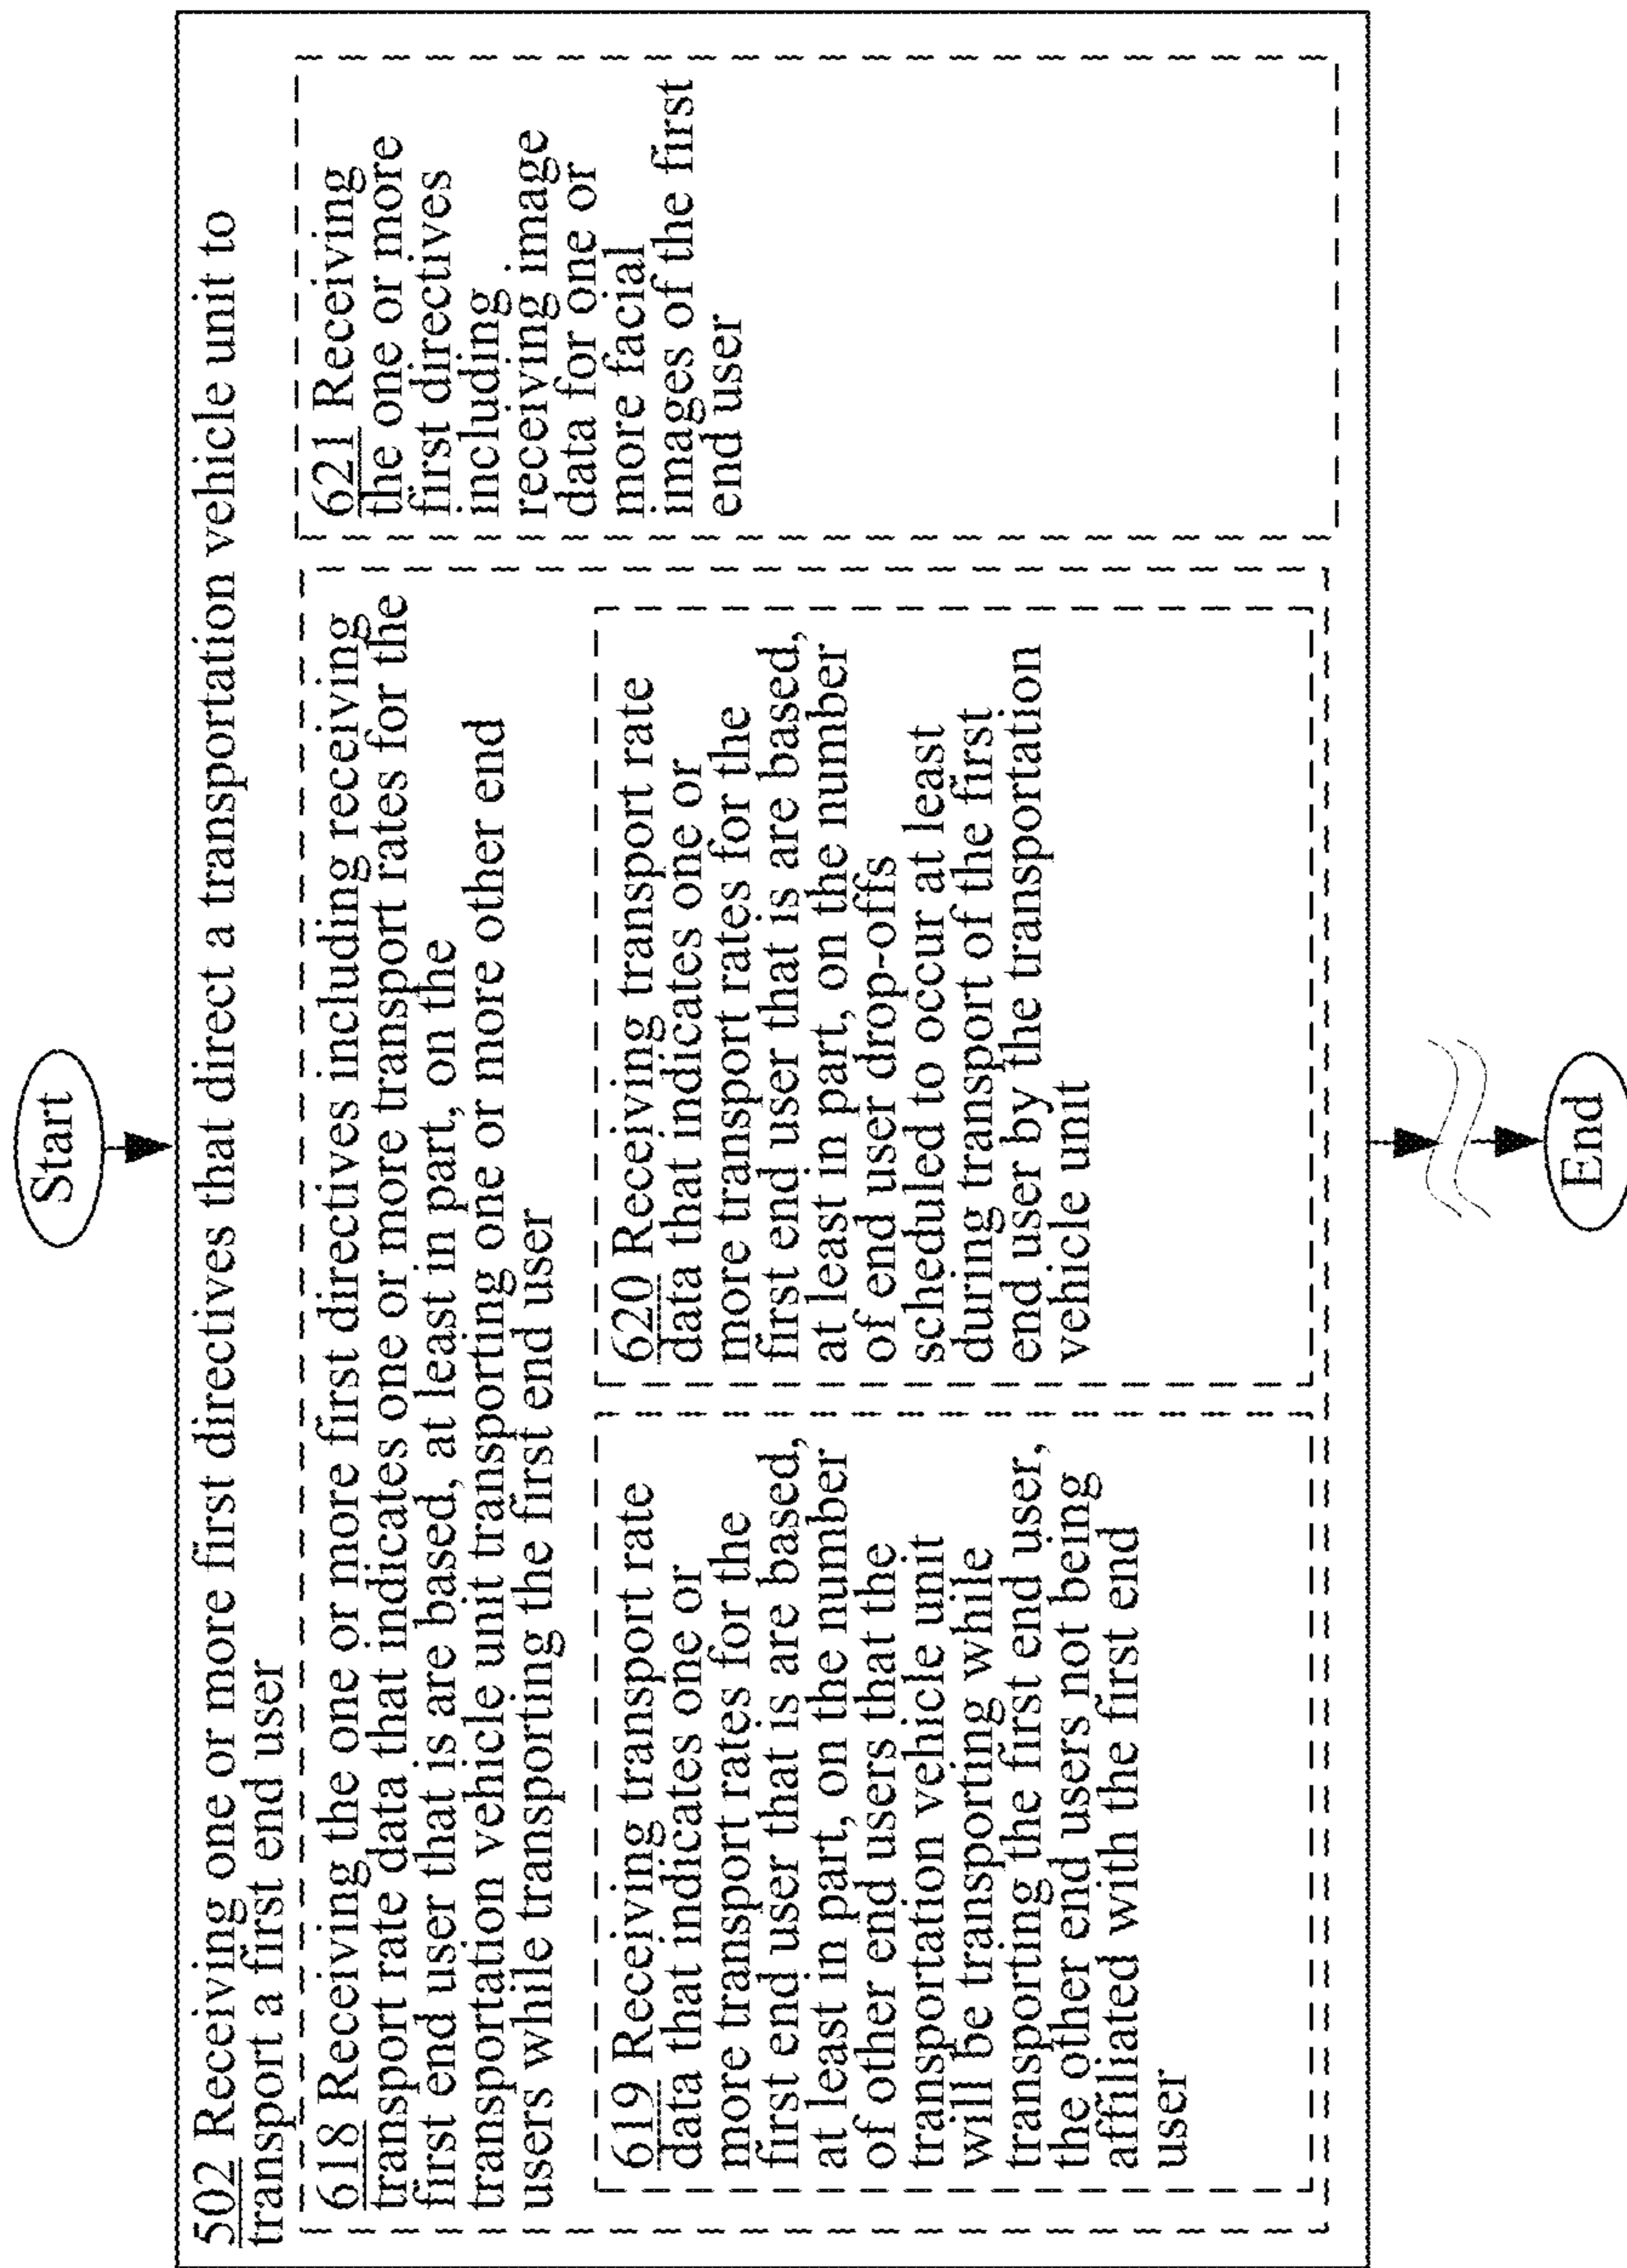 Start
502 Receiving one or more first directives that direct a transportation vehicle unit to
transport a first end user
618 Receiving the one or more first directives including receiving
transport rate data that indicates one or more transport rates for the
first end user that is are based, at least in part, on the
transportation vehicle unit transporting one or more other end
users while transporting the first end user
619 Receiving transport rate
data that indicates one or
more transport rates for the
first end user that is are based,
at least in part, on the number
of other end users that the
transportation vehicle unit
will be transporting while
transporting the first end user,
the other end users not being
affiliated with the first end
user
620 Receiving transport rate
data that indicates one or
more transport rates for the
first end user that is are based,
at least in part, on the number
of end user drop-offs
scheduled to occur at least
during transport of the first
end user by the transportation
vehicle unit
621 Receiving
the one or more
first directives
including
receiving image
data for one or
more facial
images of the first
end user
End